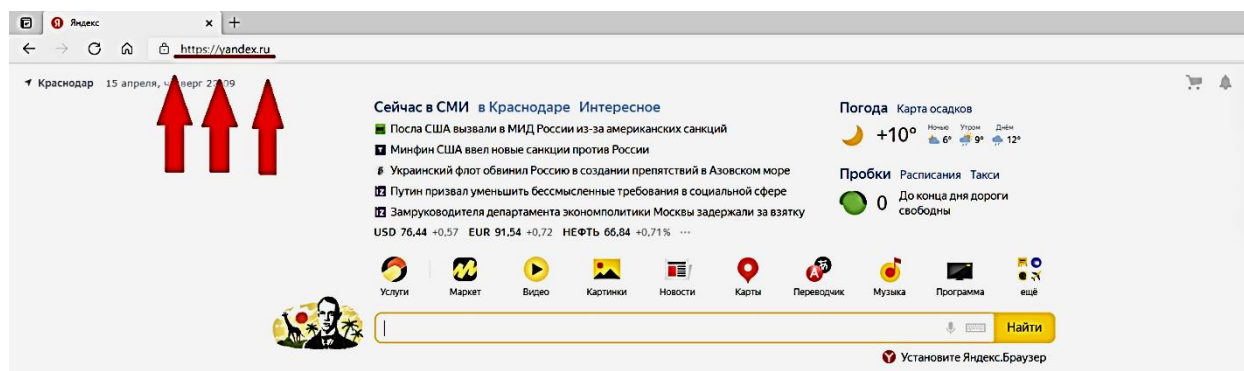 Яндекс
https://yandex.ru
Краснодар 15 апреля, четверг 09
Сейчас в СМИ в Краснодаре Интересное
Посла США вызвали в МИД России из-за американских санкций
Минфин США ввел новые санкции против России
Украинский флот обвинил Россию в создании препятствий в Азовском море
Путин призвал уменьшить бессмысленные требования в социальной сфере
Замруководителя департамента экономполитики Москвы задержали за взятку
USD 76,44 +0,57 EUR 91,54 +0,72 НЕФТЬ 66,84 +0,71% ...
Погода Карта осадков
+10° Ночью 6° Утром 9° Днём 12°
Пробки Расписания Такси
0 До конца дня дороги
свободны
Услуги Маркет Видео Картинки Новости Карты Переводчик Музыка Программа ещё
Найти
Установите Яндекс.Браузер